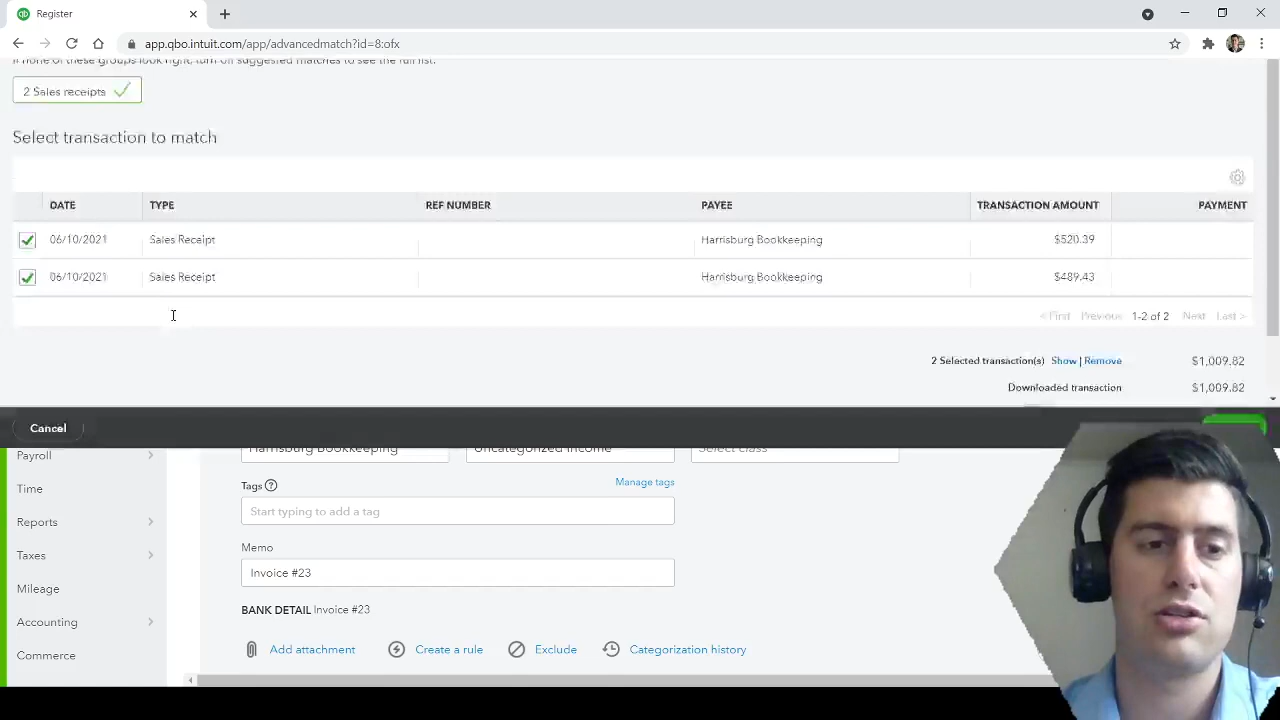 Register
app.qbo.intuit.com/app/advancedmatch?id=8:ofx
If none of these groups look right, turn off suggested matches to see the full list.
2 Sales receipts
Select transaction to match
DATE TYPE REF NUMBER PAYEE TRANSACTION AMOUNT PAYMENT
06/10/2021 Sales Receipt Harrisburg Bookkeeping $520.39
06/10/2021 Sales Receipt Harrisburg Bookkeeping $489.43
< First Previous 1-2 of 2 Next Last >
2 Selected transaction(s) Show | Remove $1,009.82
Downloaded transaction $1,009.82
Cancel
Payroll
Harrisburg Bookkeeping Uncategorized Income Select class
Time
Tags ? Manage tags
Start typing to add a tag
Reports
Taxes
Memo
Invoice #23
Mileage
BANK DETAIL Invoice #23
Accounting
Add attachment Create a rule Exclude Categorization history
Commerce